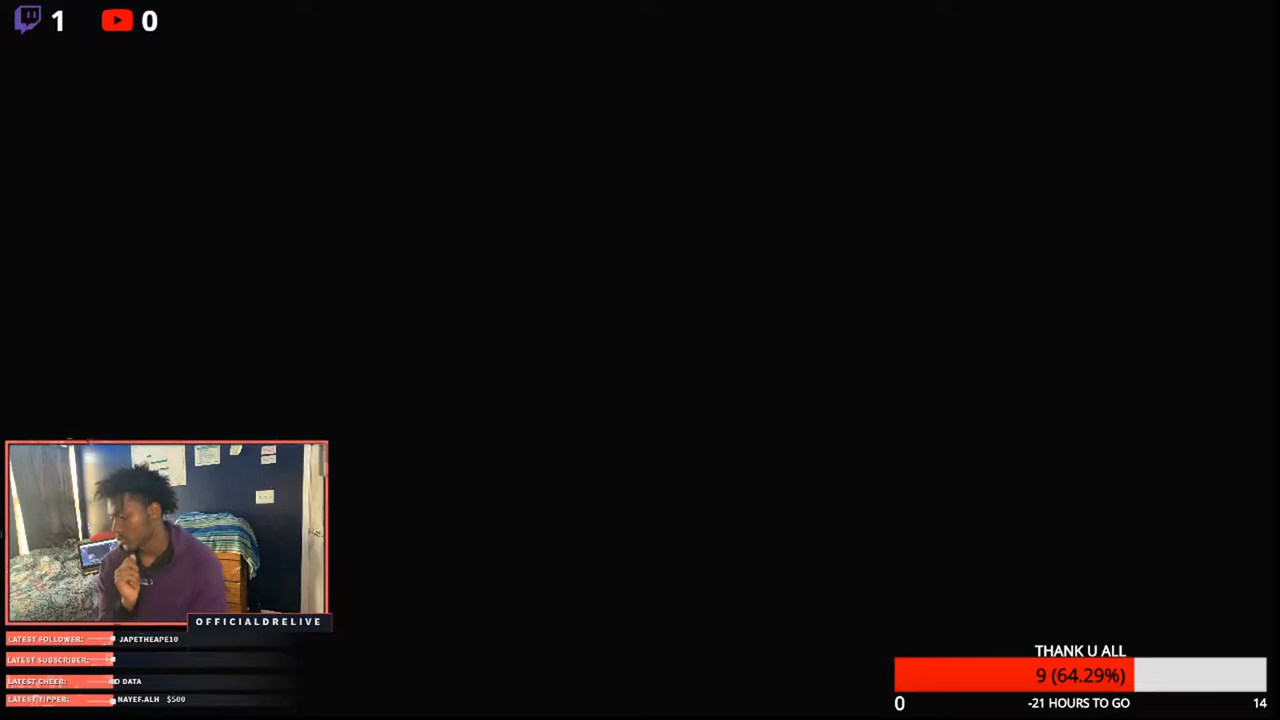 1 0
OFFICIALDRELIVE
LATEST FOLLOWER: JAPETHEAPE10
LATEST SUBSCRIBER:
LATEST CHEER: NO DATA
LATEST TIPPER: NAYEF.ALH $500
THANK U ALL
9 (64.29%)
0 -21 HOURS TO GO 14